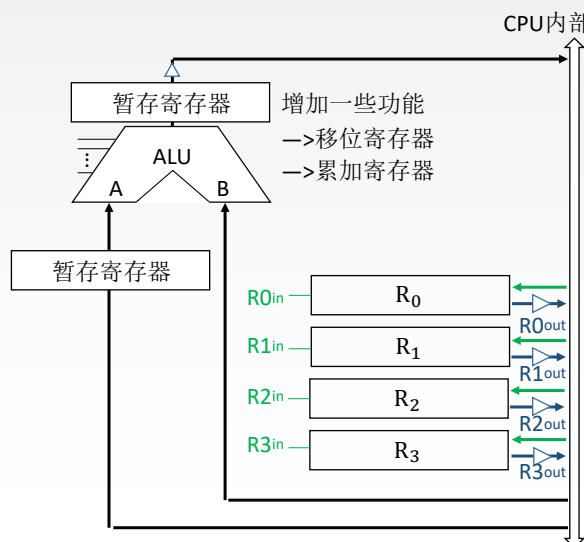 CPU内部
暂存寄存器
增加一些功能
—>移位寄存器
—>累加寄存器
⋮
ALU
A
B
暂存寄存器
R0in
R₀
R0out
R1in
R₁
R1out
R2in
R₂
R2out
R3in
R₃
R3out